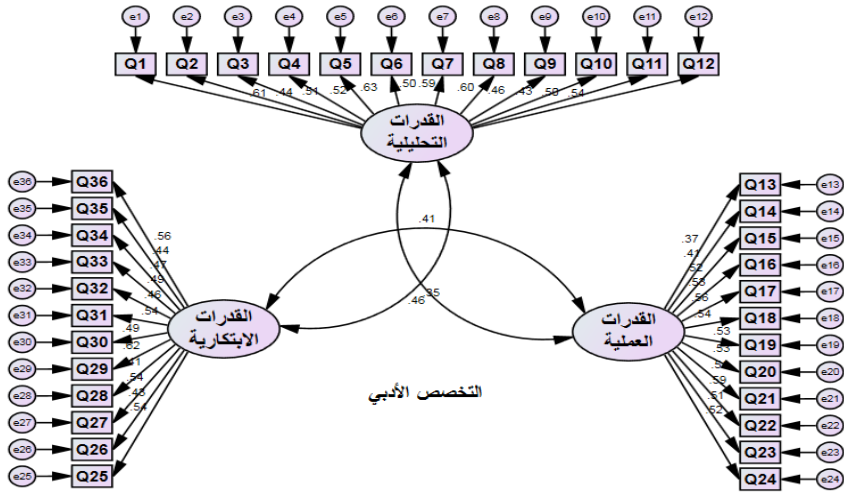 e1 e2 e3 e4 e5 e6 e7 e8 e9 e10 e11 e12
Q1 Q2 Q3 Q4 Q5 Q6 Q7 Q8 Q9 Q10 Q11 Q12
.61 .44 .51 .52 .63 .50 .59 .60 .46 .43 .58 .54
القدرات
التحليلية
e36 Q36
e35 Q35
e34 Q34
e33 Q33
e32 Q32
e31 Q31
e30 Q30
e29 Q29
e28 Q28
e27 Q27
e26 Q26
e25 Q25
.56
.44
.47
.49
.46
.54
.49
.62
.54
.43
.54
القدرات
الابتكارية
.41
.46
.35
القدرات
العملية
.37
.41
.52
.53
.56
.54
.53
.53
.59
.51
.52
Q13 e13
Q14 e14
Q15 e15
Q16 e16
Q17 e17
Q18 e18
Q19 e19
Q20 e20
Q21 e21
Q22 e22
Q23 e23
Q24 e24
التخصص الأدبي